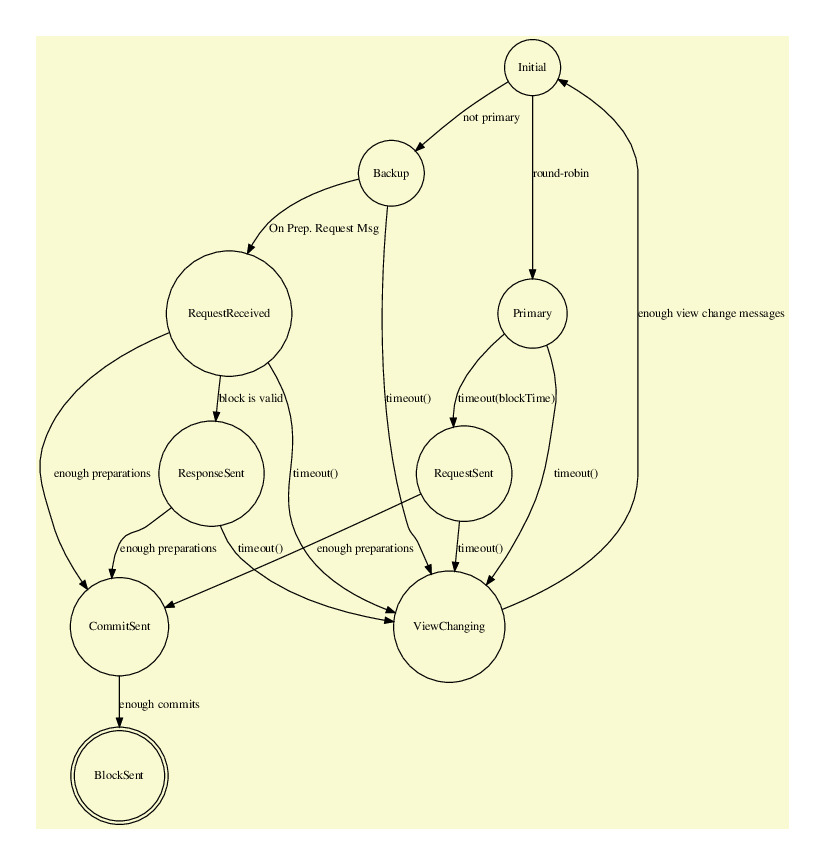 Initial
not primary
Backup
round-robin
On Prep. Request Msg
RequestReceived
Primary
enough view change messages
block is valid
timeout()
timeout(blockTime)
enough preparations
ResponseSent
timeout()
RequestSent
timeout()
enough preparations
timeout()
enough preparations
timeout()
CommitSent
ViewChanging
enough commits
BlockSent